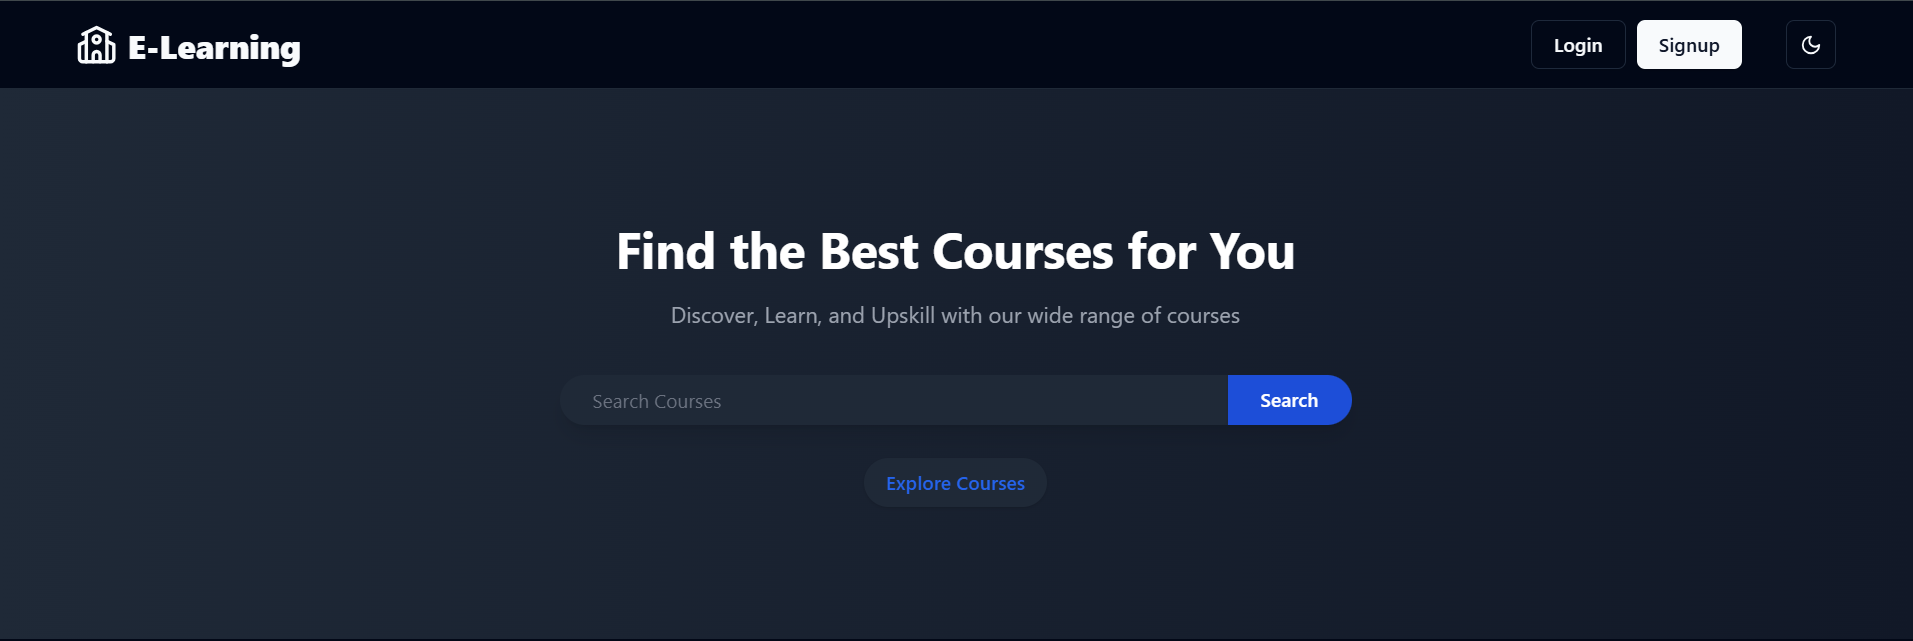 E-Learning
Login
Signup
Find the Best Courses for You
Discover, Learn, and Upskill with our wide range of courses
Search Courses
Search
Explore Courses